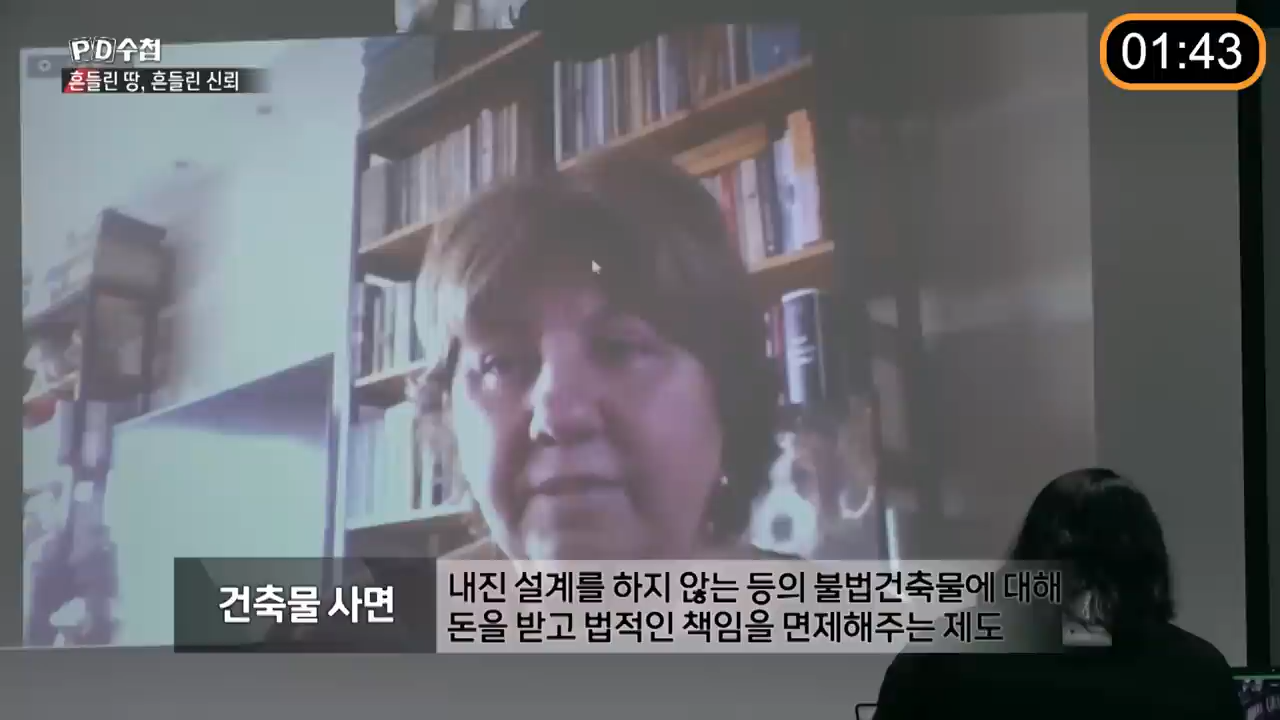 PD수첩
흔들린 땅, 흔들린 신뢰
01:43
건축물 사면
내진 설계를 하지 않는 등의 불법건축물에 대해
돈을 받고 법적인 책임을 면제해주는 제도